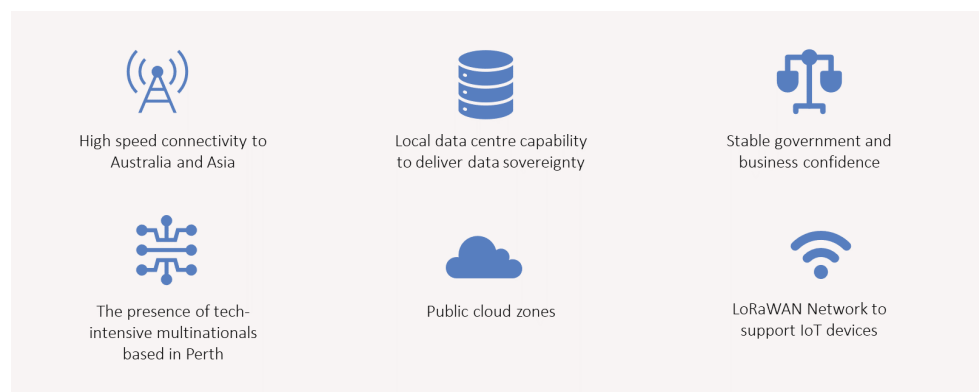 High speed connectivity to
Australia and Asia
Local data centre capability
to deliver data sovereignty
Stable government and
business confidence
The presence of tech-
intensive multinationals
based in Perth
Public cloud zones
LoRaWAN Network to
support IoT devices